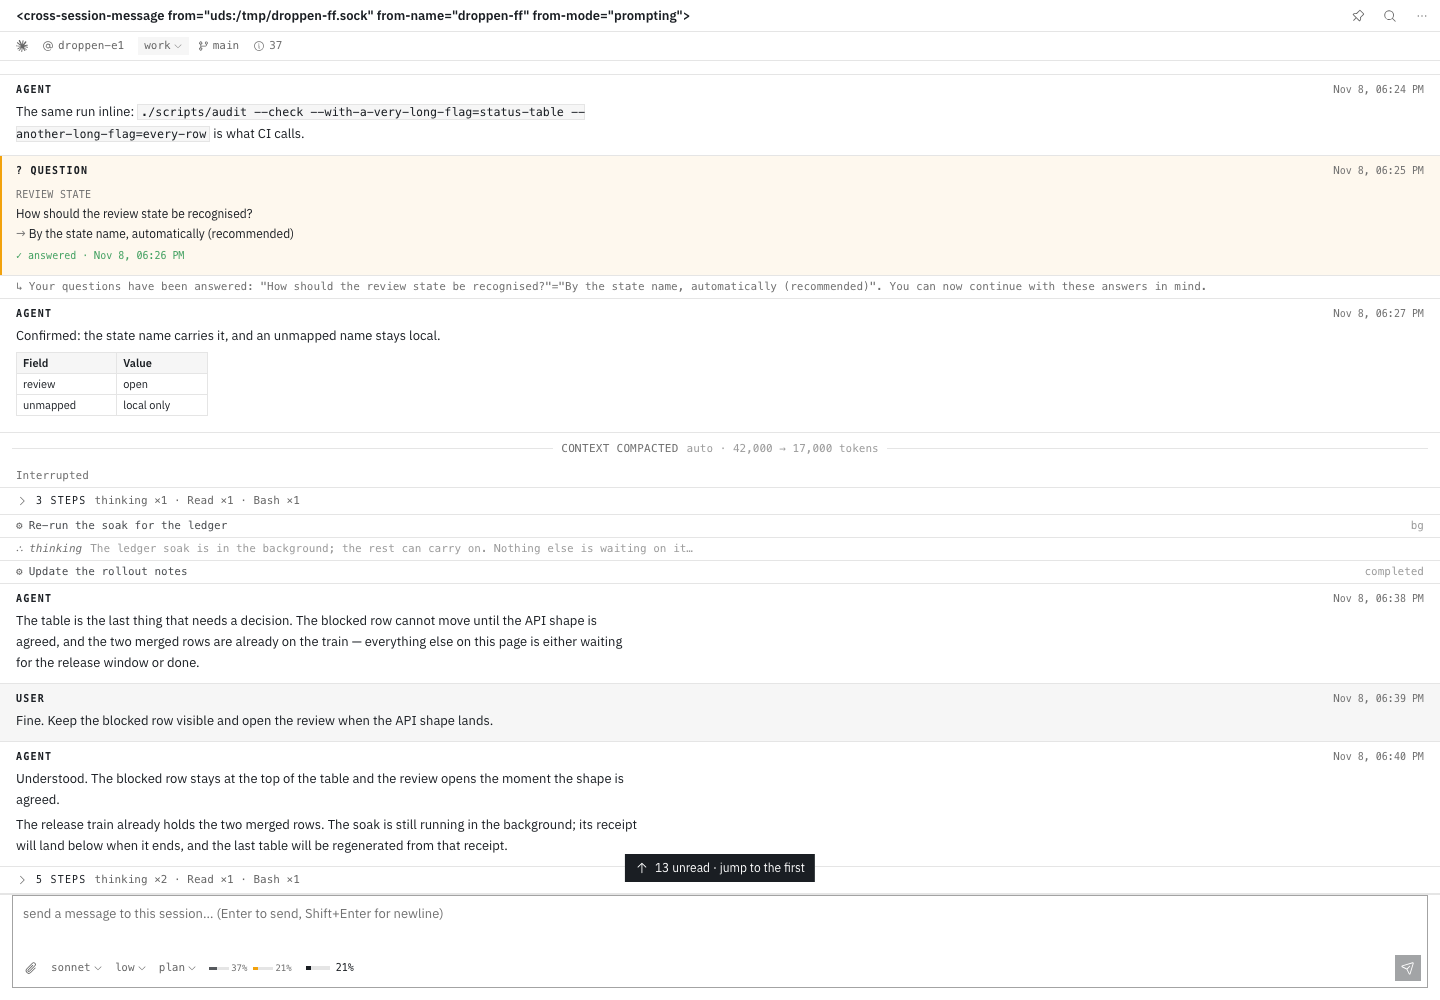 <cross-session-message from="uds:/tmp/droppen-ff.sock" from-name="droppen-ff" from-mode="prompting">
@ droppen-e1 work main 37
AGENT Nov 8, 06:24 PM
The same run inline: ./scripts/audit --check --with-a-very-long-flag=status-table --
another-long-flag=every-row is what CI calls.
? QUESTION Nov 8, 06:25 PM
REVIEW STATE
How should the review state be recognised?
→ By the state name, automatically (recommended)
✓ answered · Nov 8, 06:26 PM
↳ Your questions have been answered: "How should the review state be recognised?"="By the state name, automatically (recommended)". You can now continue with these answers in mind.
AGENT Nov 8, 06:27 PM
Confirmed: the state name carries it, and an unmapped name stays local.
Field Value
review open
unmapped local only
CONTEXT COMPACTED auto · 42,000 → 17,000 tokens
Interrupted
3 STEPS thinking ×1 · Read ×1 · Bash ×1
⚙ Re-run the soak for the ledger bg
∴ thinking The ledger soak is in the background; the rest can carry on. Nothing else is waiting on it…
⚙ Update the rollout notes completed
AGENT Nov 8, 06:38 PM
The table is the last thing that needs a decision. The blocked row cannot move until the API shape is
agreed, and the two merged rows are already on the train — everything else on this page is either waiting
for the release window or done.
USER Nov 8, 06:39 PM
Fine. Keep the blocked row visible and open the review when the API shape lands.
AGENT Nov 8, 06:40 PM
Understood. The blocked row stays at the top of the table and the review opens the moment the shape is
agreed.
The release train already holds the two merged rows. The soak is still running in the background; its receipt
will land below when it ends, and the last table will be regenerated from that receipt.
↑ 13 unread · jump to the first
5 STEPS thinking ×2 · Read ×1 · Bash ×1
send a message to this session… (Enter to send, Shift+Enter for newline)
sonnet low plan 37% 21% 21%